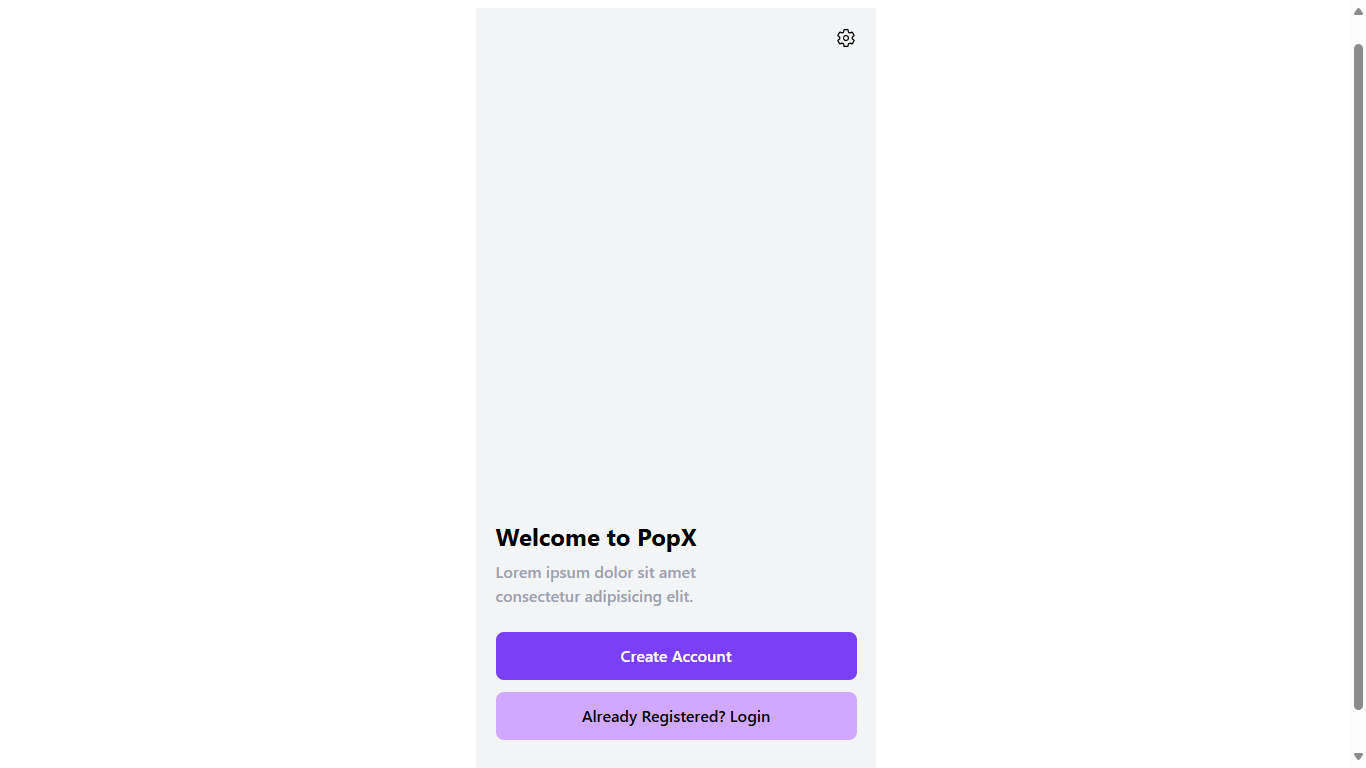 Welcome to PopX
Lorem ipsum dolor sit amet
consectetur adipisicing elit.
Create Account
Already Registered? Login